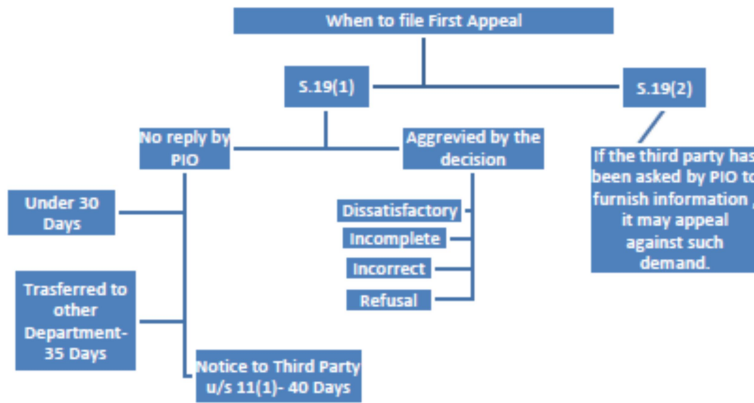 When to file First Appeal
S.19(1)
S.19(2)
No reply by
PIO
Aggrevied by the
decision
If the third party has
been asked by PIO to
furnish information ,
it may appeal
against such
demand.
Under 30
Days
Dissatisfactory
Incomplete
Incorrect
Refusal
Trasferred to
other
Department-
35 Days
Notice to Third Party
u/s 11(1)- 40 Days